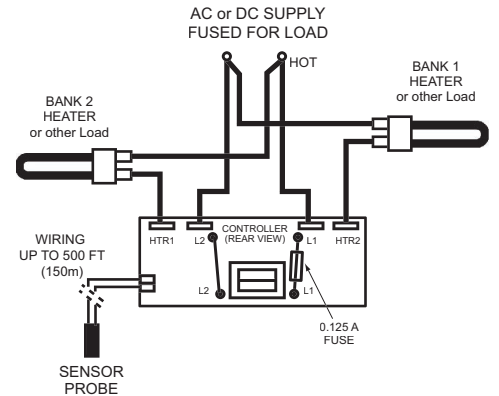 AC or DC SUPPLY
FUSED FOR LOAD
HOT
BANK 1
HEATER
or other Load
BANK 2
HEATER
or other Load
HTR1
L2
CONTROLLER
(REAR VIEW)
L1
HTR2
WIRING
UP TO 500 FT
(150m)
L2
L1
0.125 A
FUSE
SENSOR
PROBE